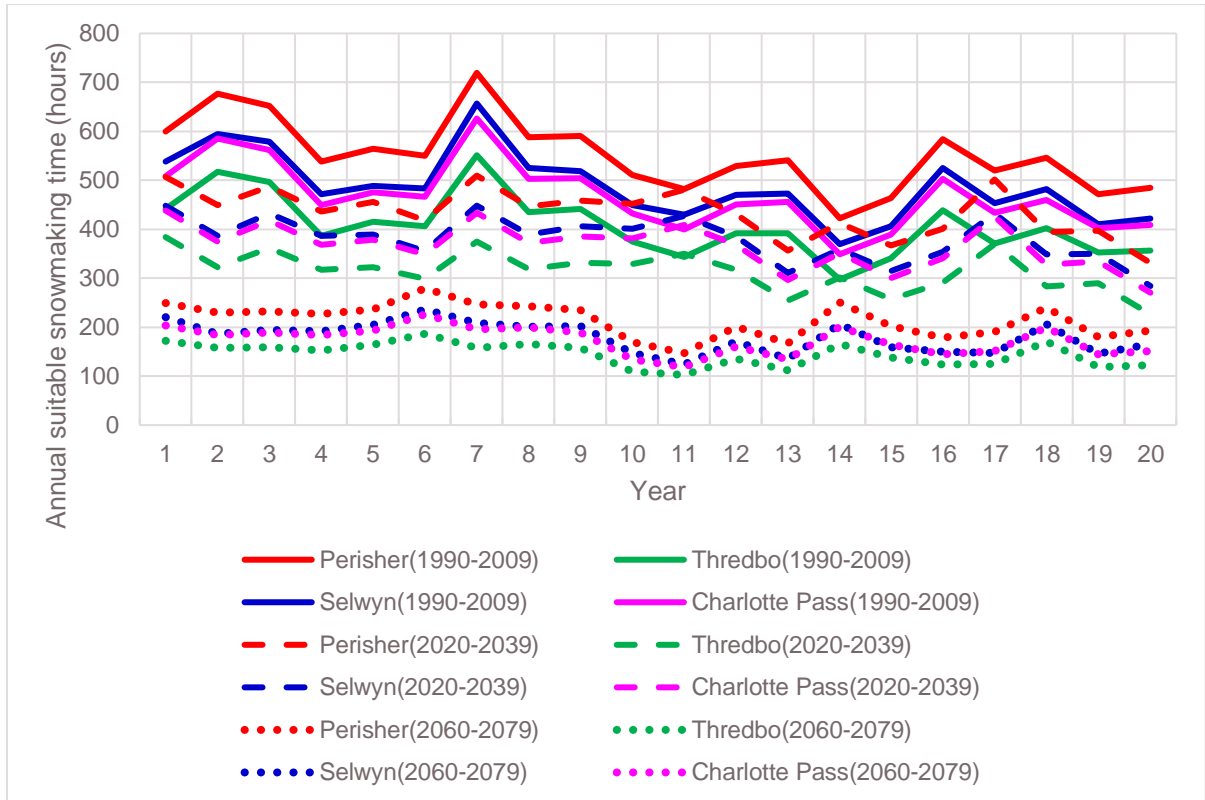 Annual suitable snowmaking time (hours)
800
700
600
500
400
300
200
100
0
1 2 3 4 5 6 7 8 9 10 11 12 13 14 15 16 17 18 19 20
Year
Perisher(1990-2009) Thredbo(1990-2009)
Selwyn(1990-2009) Charlotte Pass(1990-2009)
Perisher(2020-2039) Thredbo(2020-2039)
Selwyn(2020-2039) Charlotte Pass(2020-2039)
Perisher(2060-2079) Thredbo(2060-2079)
Selwyn(2060-2079) Charlotte Pass(2060-2079)